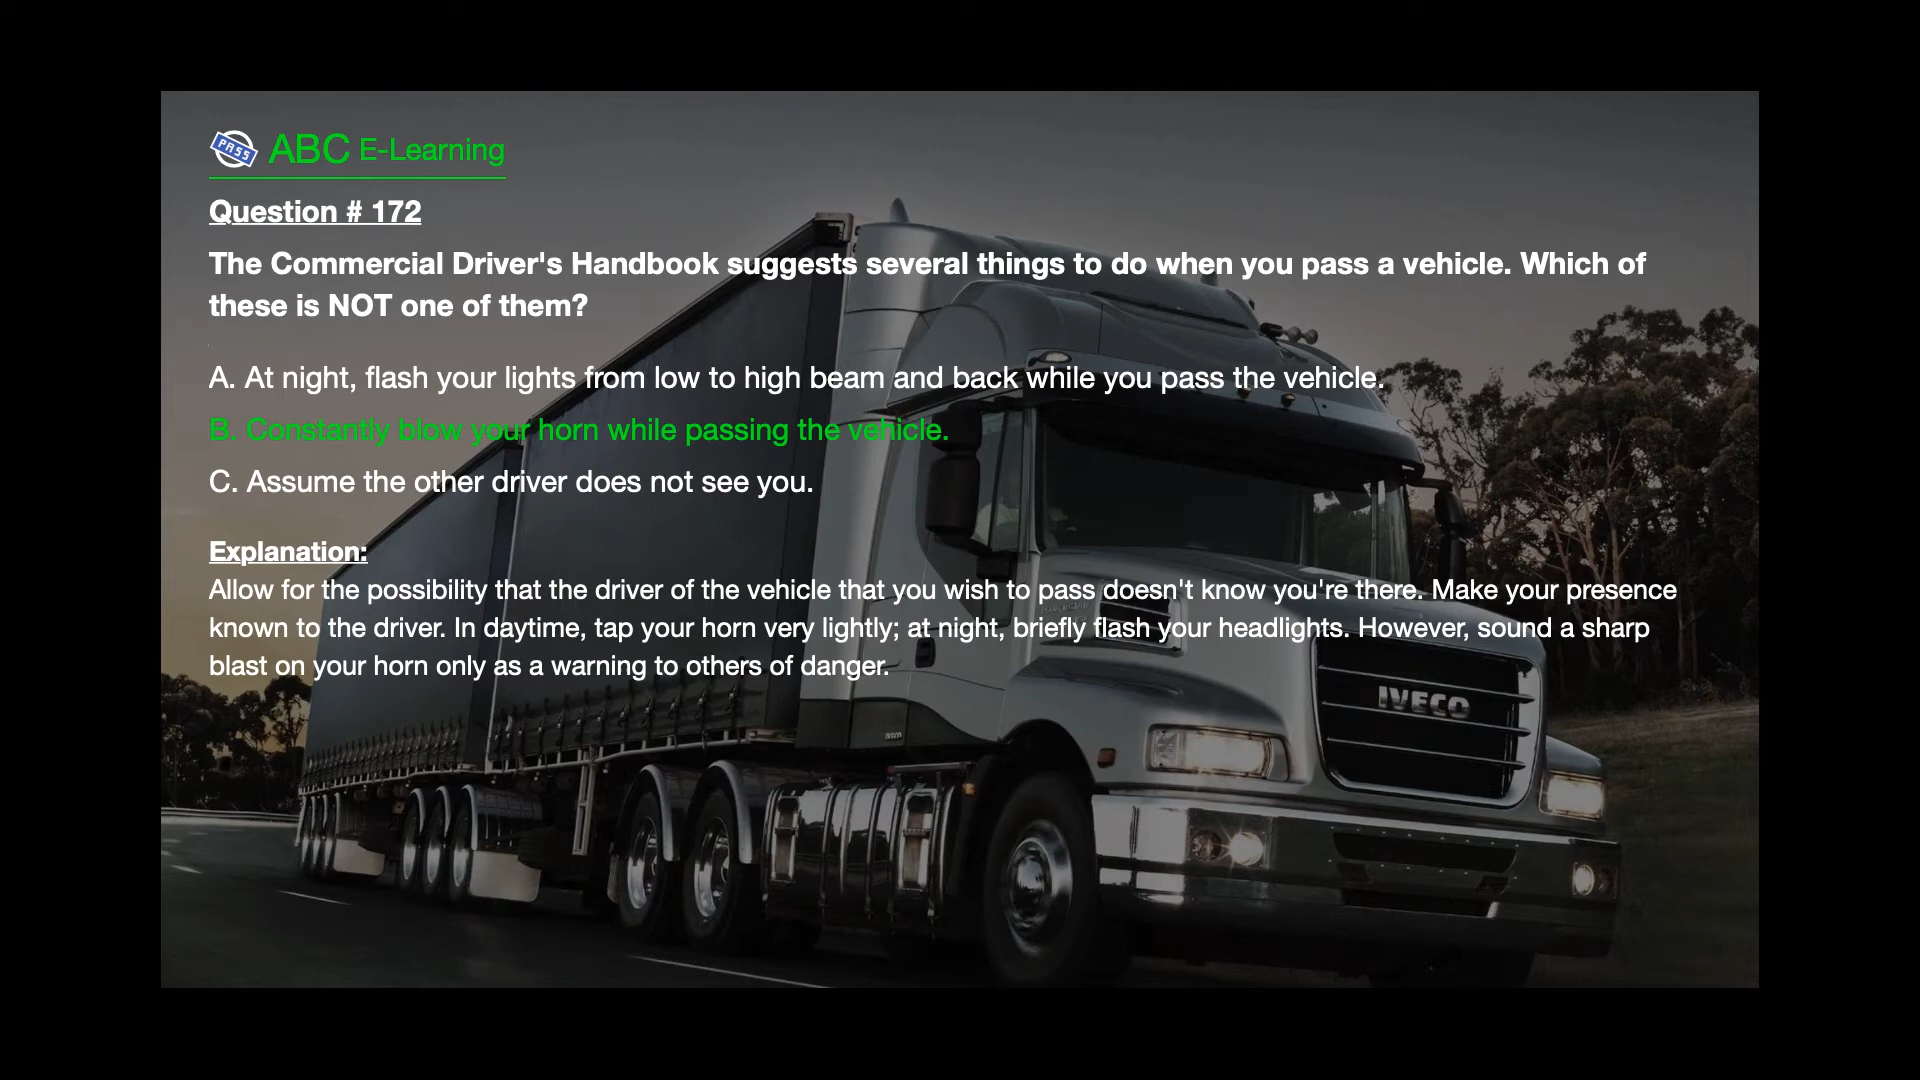 PASS ABC E-Learning
Question # 172
The Commercial Driver's Handbook suggests several things to do when you pass a vehicle. Which of
these is NOT one of them?
A. At night, flash your lights from low to high beam and back while you pass the vehicle.
B. Constantly blow your horn while passing the vehicle.
C. Assume the other driver does not see you.
Explanation:
Allow for the possibility that the driver of the vehicle that you wish to pass doesn't know you're there. Make your presence
known to the driver. In daytime, tap your horn very lightly; at night, briefly flash your headlights. However, sound a sharp
blast on your horn only as a warning to others of danger.
POWERSTAR
IVECO